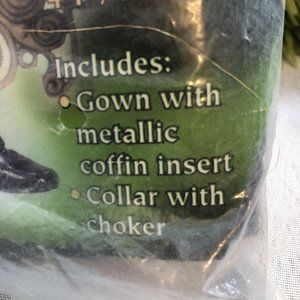 Includes:
• Gown with
metallic
coffin insert
• Collar with
choker